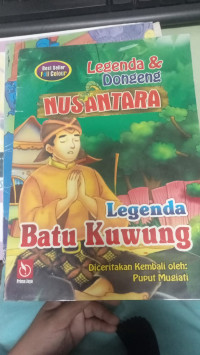 Best Seller
Full Colour
Legenda &
Dongeng
NUSANTARA
Legenda
Batu Kuwung
Diceritakan Kembali oleh:
Puput Mugiati